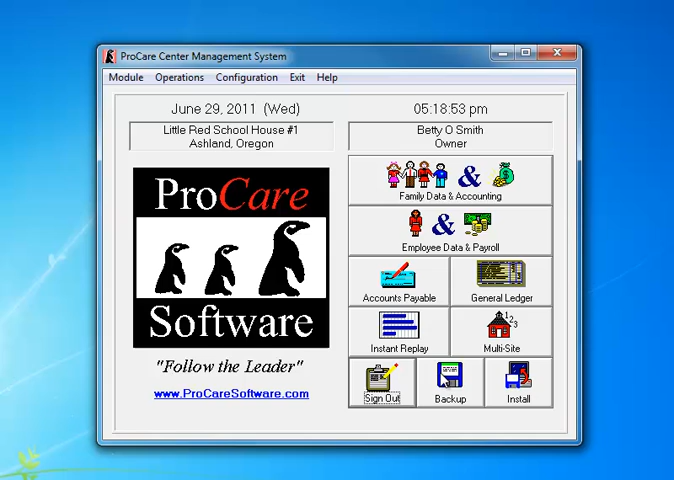 ProCare Center Management System
Module Operations Configuration Exit Help
June 29, 2011 (Wed)
05:18:53 pm
Little Red School House #1
Ashland, Oregon
Betty O Smith
Owner
ProCare
Software
"Follow the Leader"
www.ProCareSoftware.com
Family Data & Accounting
Employee Data & Payroll
Accounts Payable
General Ledger
Instant Replay
Multi-Site
Sign Out
Backup
Install